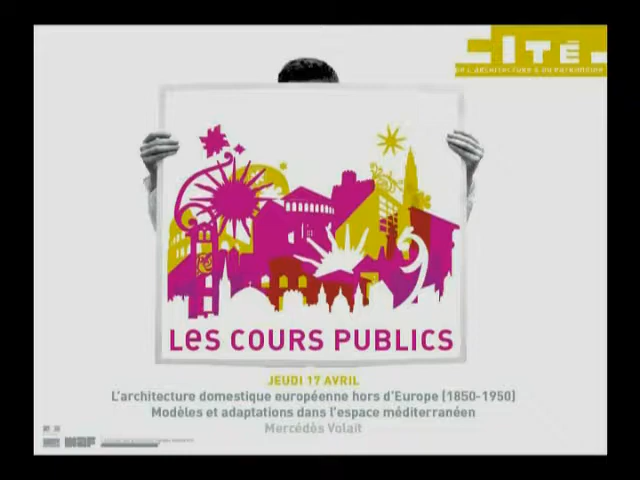 CITÉ.
DE L'ARCHITECTURE & DU PATRIMOINE
Les COURS PUBLICS
JEUDI 17 AVRIL
L'architecture domestique européenne hors d'Europe (1850-1950)
Modèles et adaptations dans l'espace méditerranéen
Mercédès Volait